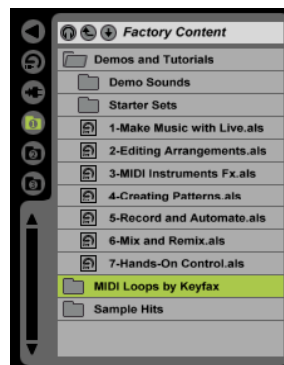 Factory Content
Demos and Tutorials
Demo Sounds
Starter Sets
1-Make Music with Live.als
2-Editing Arrangements.als
3-MIDI Instruments Fx.als
4-Creating Patterns.als
5-Record and Automate.als
6-Mix and Remix.als
7-Hands-On Control.als
MIDI Loops by Keyfax
Sample Hits